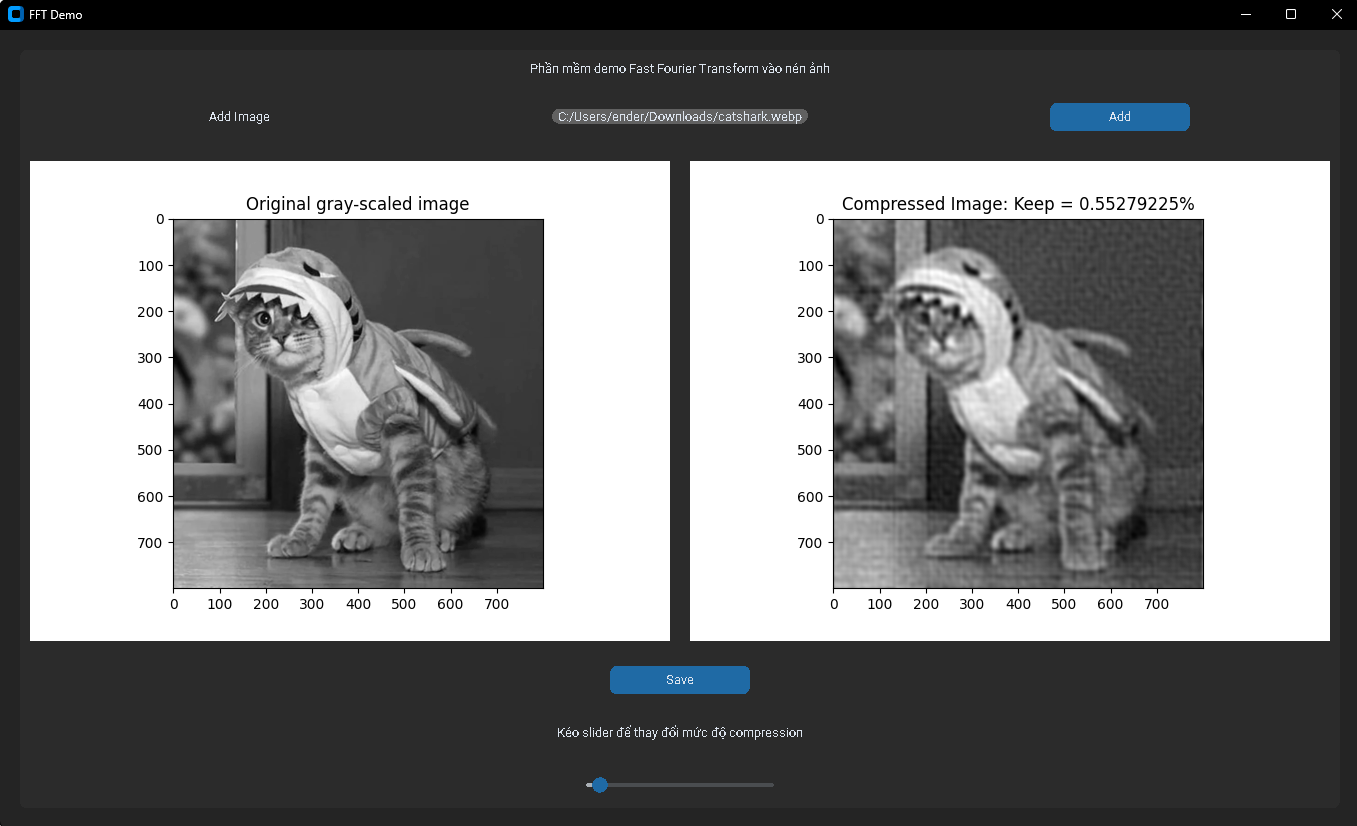 FFT Demo
Phần mềm demo Fast Fourier Transform vào nén ảnh
Add Image
C:/Users/ender/Downloads/catshark.webp
Add
Original gray-scaled image
0
100
200
300
400
500
600
700
0 100 200 300 400 500 600 700
Compressed Image: Keep = 0.55279225%
0
100
200
300
400
500
600
700
0 100 200 300 400 500 600 700
Save
Kéo slider để thay đổi mức độ compression